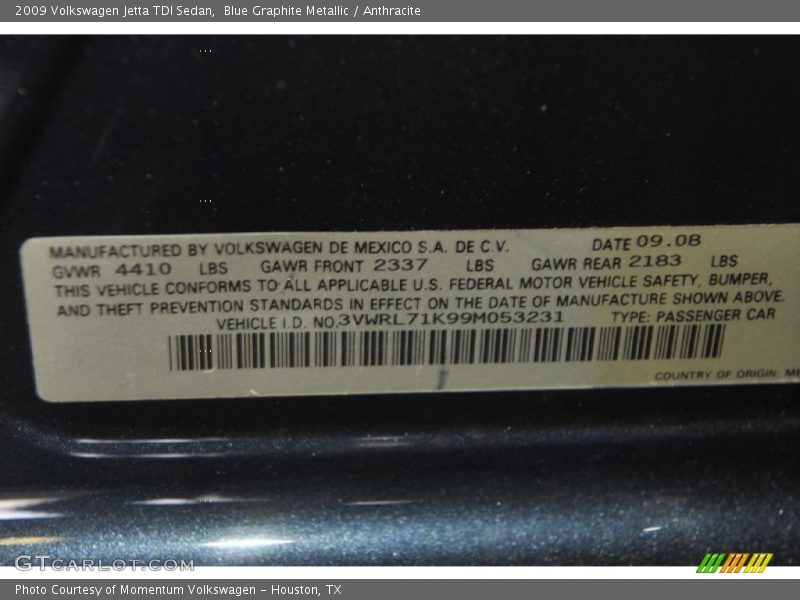 2009 Volkswagen Jetta TDI Sedan, Blue Graphite Metallic / Anthracite
MANUFACTURED BY VOLKSWAGEN DE MEXICO S.A. DE C.V. DATE 09.08
GVWR 4410 LBS GAWR FRONT 2337 LBS GAWR REAR 2183 LBS
THIS VEHICLE CONFORMS TO ALL APPLICABLE U.S. FEDERAL MOTOR VEHICLE SAFETY, BUMPER,
AND THEFT PREVENTION STANDARDS IN EFFECT ON THE DATE OF MANUFACTURE SHOWN ABOVE.
VEHICLE I.D. NO. 3VWRL71K99M053231 TYPE: PASSENGER CAR
COUNTRY OF ORIGIN: ME
GTCARLOT.COM
Photo Courtesy of Momentum Volkswagen – Houston, TX